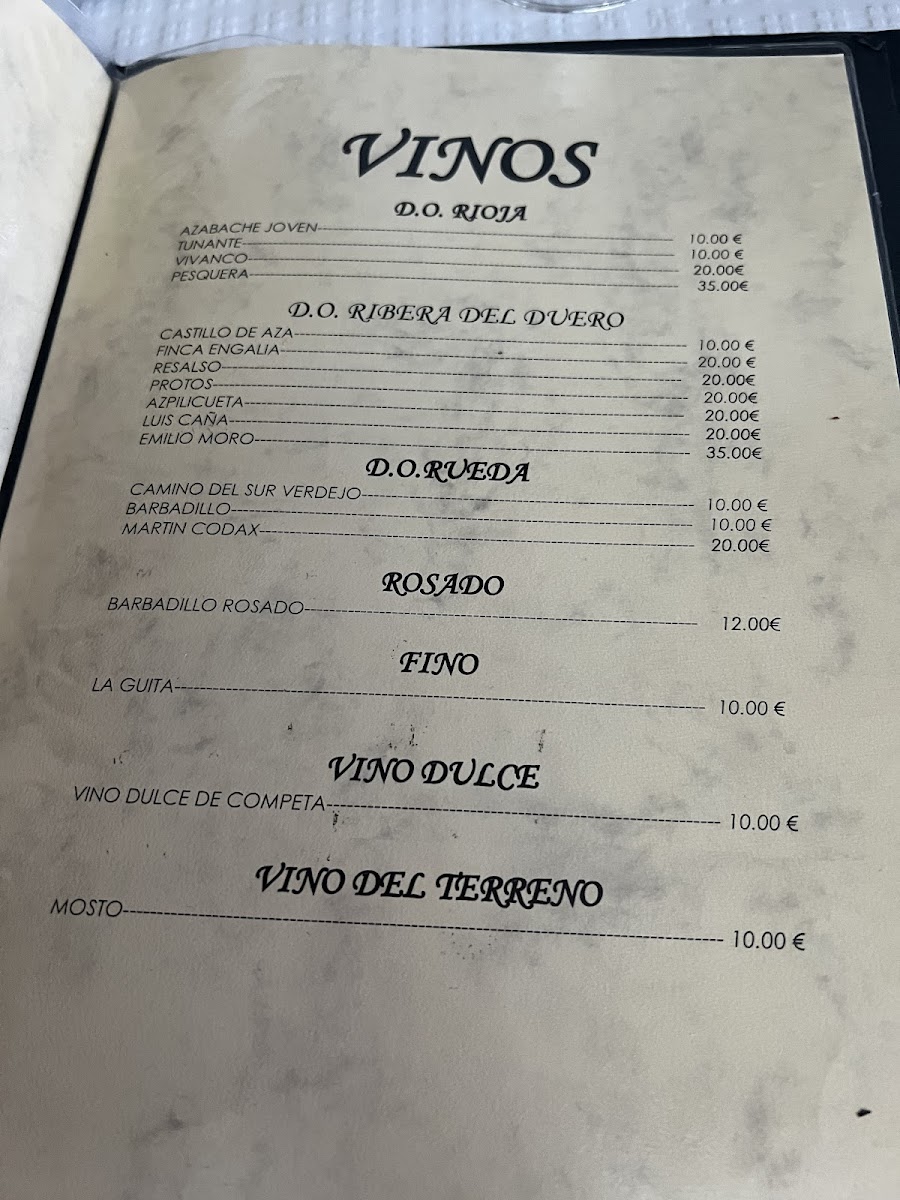 VINOS
D.O. RIOJA
AZABACHE JOVEN---10.00 €
TUNANTE---10.00 €
VIVANCO---20.00€
PESQUERA---35.00€
D.O. RIBERA DEL DUERO
CASTILLO DE AZA---10.00 €
FINCA ENGALIA---20.00 €
RESALSO---20.00€
PROTOS---20.00€
AZPILICUETA---20.00€
LUIS CAÑA---20.00€
EMILIO MORO---35.00€
D.O.RUEDA
CAMINO DEL SUR VERDEJO---10.00 €
BARBADILLO---10.00 €
MARTIN CODAX---20.00€
ROSADO
BARBADILLO ROSADO---12.00€
FINO
LA GUITA---10.00 €
VINO DULCE
VINO DULCE DE COMPETA---10.00 €
VINO DEL TERRENO
MOSTO---10.00 €